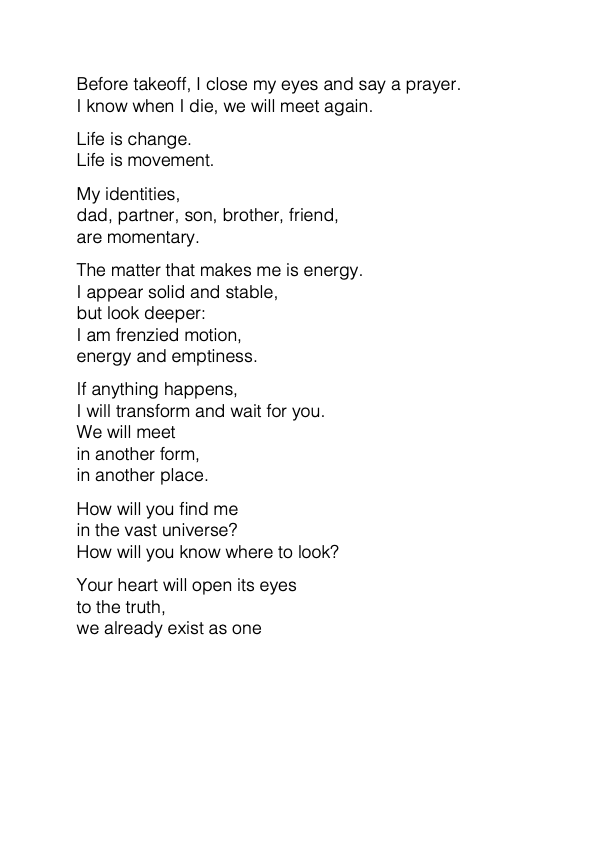 Before takeoff, I close my eyes and say a prayer.
I know when I die, we will meet again.
Life is change.
Life is movement.
My identities,
dad, partner, son, brother, friend,
are momentary.
The matter that makes me is energy.
I appear solid and stable,
but look deeper:
I am frenzied motion,
energy and emptiness.
If anything happens,
I will transform and wait for you.
We will meet
in another form,
in another place.
How will you find me
in the vast universe?
How will you know where to look?
Your heart will open its eyes
to the truth,
we already exist as one